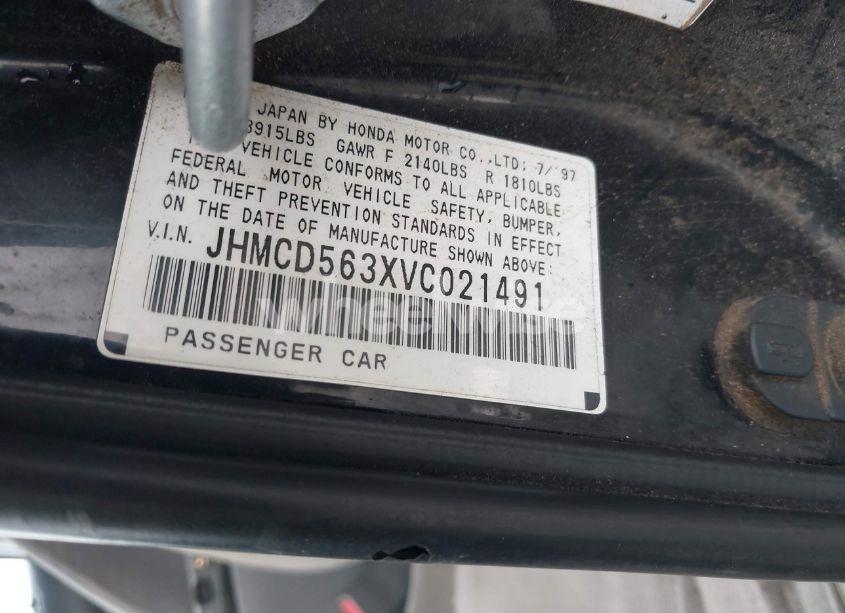 JAPAN BY HONDA MOTOR CO.,LTD; 7/'97
3915LBS GAWR F 2140LBS R 1810LBS
VEHICLE CONFORMS TO ALL APPLICABLE
FEDERAL MOTOR VEHICLE SAFETY, BUMPER,
AND THEFT PREVENTION STANDARDS IN EFFECT
ON THE DATE OF MANUFACTURE SHOWN ABOVE:
V.I.N. JHMCD563XVC021491
PASSENGER CAR